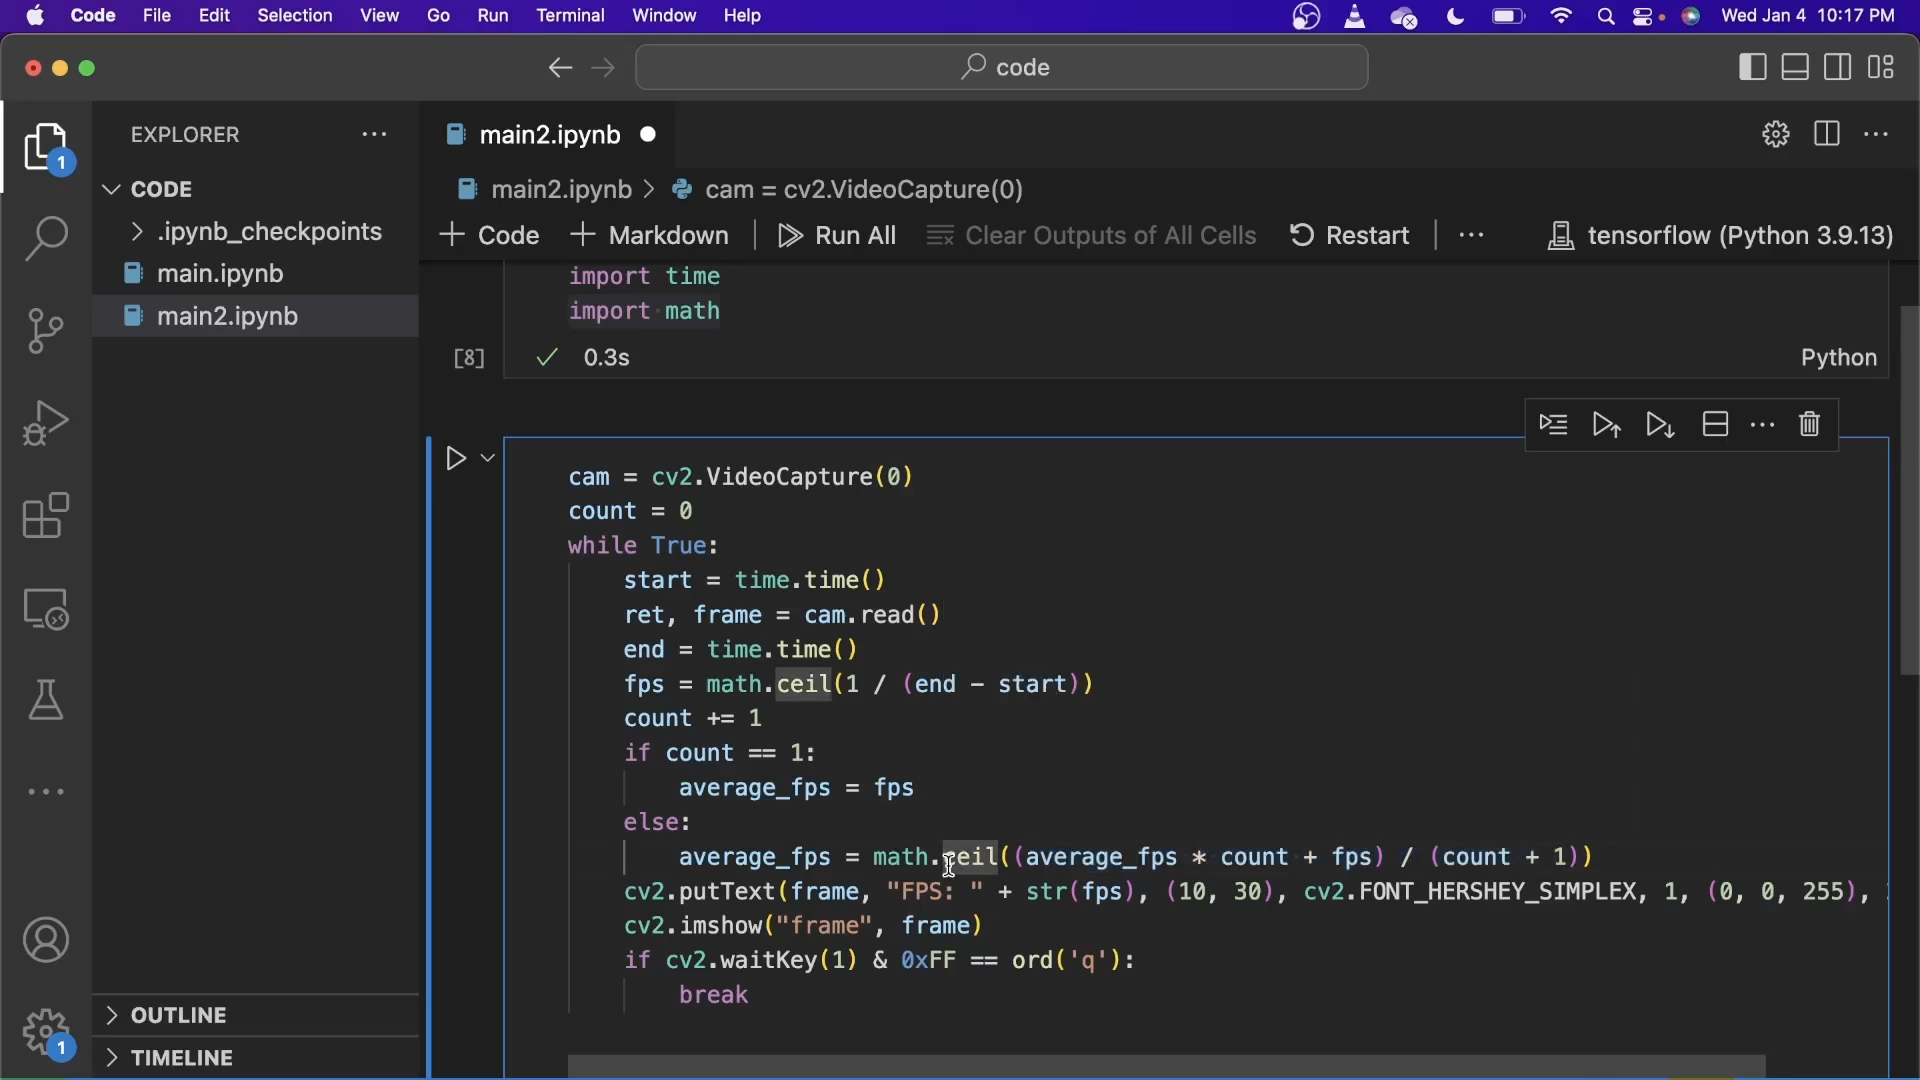 Code File Edit Selection View Go Run Terminal Window Help Wed Jan 4 10:17 PM
code
EXPLORER
main2.ipynb
1
CODE
main2.ipynb > cam = cv2.VideoCapture(0)
.ipynb_checkpoints
+ Code + Markdown Run All Clear Outputs of All Cells Restart tensorflow (Python 3.9.13)
main.ipynb
main2.ipynb
import time
import math
[8] 0.3s Python
cam = cv2.VideoCapture(0)
count = 0
while True:
start = time.time()
ret, frame = cam.read()
end = time.time()
fps = math.ceil(1 / (end - start))
count += 1
if count == 1:
average_fps = fps
else:
average_fps = math.ceil((average_fps * count + fps) / (count + 1))
cv2.putText(frame, "FPS: " + str(fps), (10, 30), cv2.FONT_HERSHEY_SIMPLEX, 1, (0, 0, 255),
cv2.imshow("frame", frame)
if cv2.waitKey(1) & 0xFF == ord('q'):
break
OUTLINE
1
TIMELINE